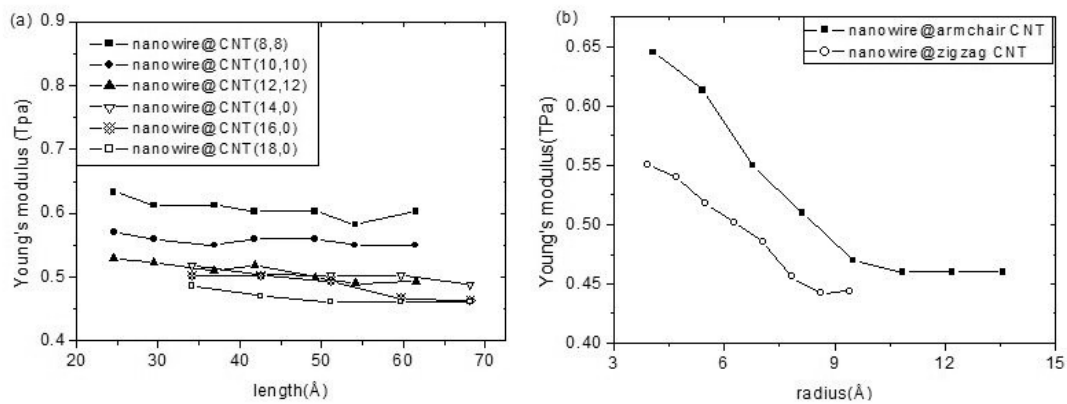 (a)
0.9
0.8
0.7
0.6
0.5
0.4
Young's modulus (Tpa)
nanowire@CNT(8,8)
nanowire@CNT(10,10)
nanowire@CNT(12,12)
nanowire@CNT(14,0)
nanowire@CNT(16,0)
nanowire@CNT(18,0)
20 30 40 50 60 70
length(Å)
(b)
0.65
0.60
0.55
0.50
0.45
0.40
Young's modulus(TPa)
nanowire@armchair CNT
nanowire@zigzag CNT
3 6 9 12 15
radius(Å)